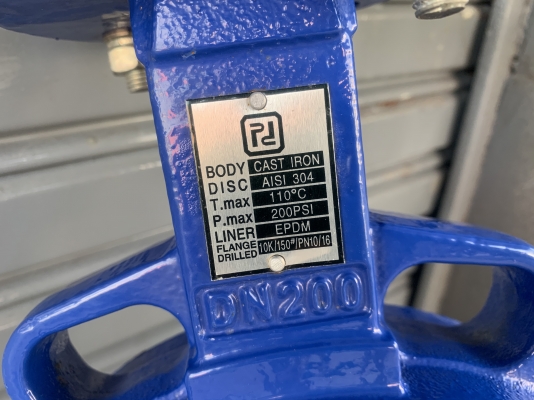 PD
BODY CAST IRON
DISC AISI 304
T.max 110°C
P.max 200PSI
LINER EPDM
FLANGE DRILLED 10K/150#/PN10/16
DN200